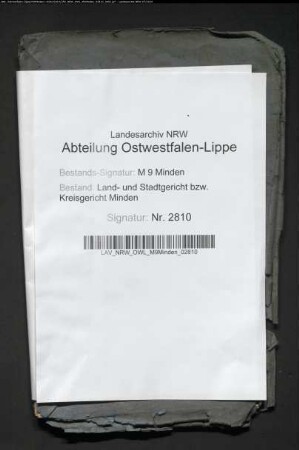 Landesarchiv NRW
Abteilung Ostwestfalen-Lippe
Bestands-Signatur: M 9 Minden
Bestand: Land- und Stadtgericht bzw.
Kreisgericht Minden
Signatur: Nr. 2810
LAV_NRW_OWL_M9Minden_02810